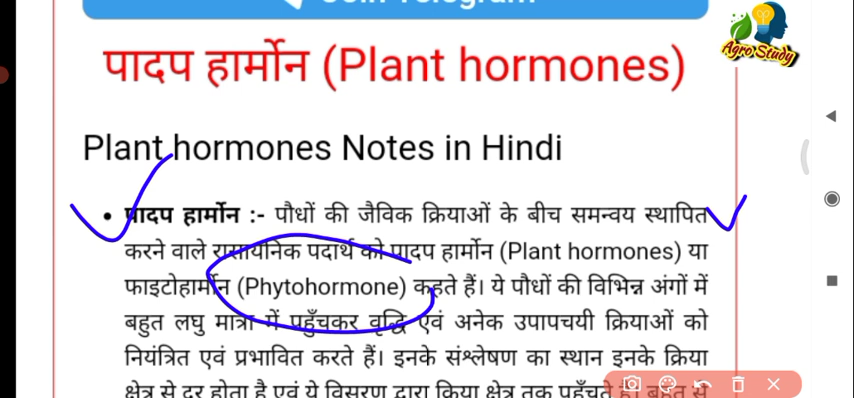 Agro Study
पादप हार्मोन (Plant hormones)
Plant hormones Notes in Hindi
• पादप हार्मोन :- पौधों की जैविक क्रियाओं के बीच समन्वय स्थापित
करने वाले रासायनिक पदार्थ को पादप हार्मोन (Plant hormones) या
फाइटोहार्मोन (Phytohormone) कहते हैं। ये पौधों की विभिन्न अंगों में
बहुत लघु मात्रा में पहुँचकर वृद्धि एवं अनेक उपापचयी क्रियाओं को
नियंत्रित एवं प्रभावित करते हैं। इनके संश्लेषण का स्थान इनके क्रिया
क्षेत्र से दूर होता है एवं ये विसरण द्वारा क्रिया क्षेत्र तक पहुँचते